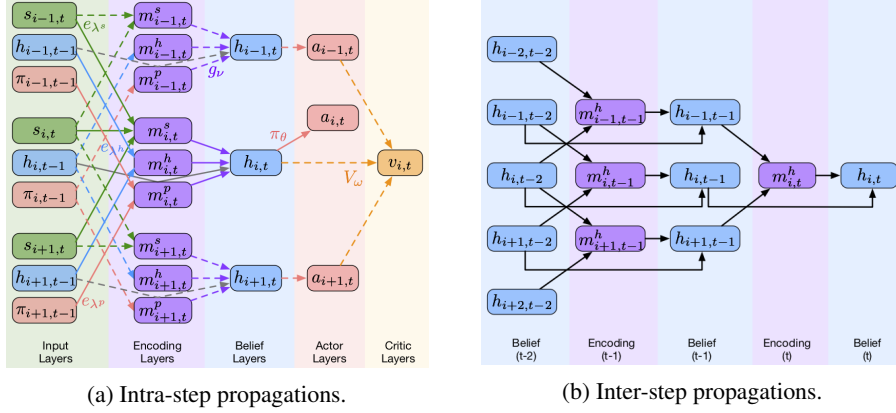 s_{i-1,t}
h_{i-1,t-1}
π_{i-1,t-1}
s_{i,t}
h_{i,t-1}
π_{i,t-1}
s_{i+1,t}
h_{i+1,t-1}
π_{i+1,t-1}
e_{λ^s}
e_{λ^h}
e_{λ^p}
m^s_{i-1,t}
m^h_{i-1,t}
m^p_{i-1,t}
m^s_{i,t}
m^h_{i,t}
m^p_{i,t}
m^s_{i+1,t}
m^h_{i+1,t}
m^p_{i+1,t}
g_ν
h_{i-1,t}
h_{i,t}
h_{i+1,t}
π_θ
a_{i-1,t}
a_{i,t}
a_{i+1,t}
V_ω
v_{i,t}
Input
Layers
Encoding
Layers
Belief
Layers
Actor
Layers
Critic
Layers
(a) Intra-step propagations.
h_{i-2,t-2}
h_{i-1,t-2}
h_{i,t-2}
h_{i+1,t-2}
h_{i+2,t-2}
m^h_{i-1,t-1}
m^h_{i,t-1}
m^h_{i+1,t-1}
h_{i-1,t-1}
h_{i,t-1}
h_{i+1,t-1}
m^h_{i,t}
h_{i,t}
Belief
(t-2)
Encoding
(t-1)
Belief
(t-1)
Encoding
(t)
Belief
(t)
(b) Inter-step propagations.